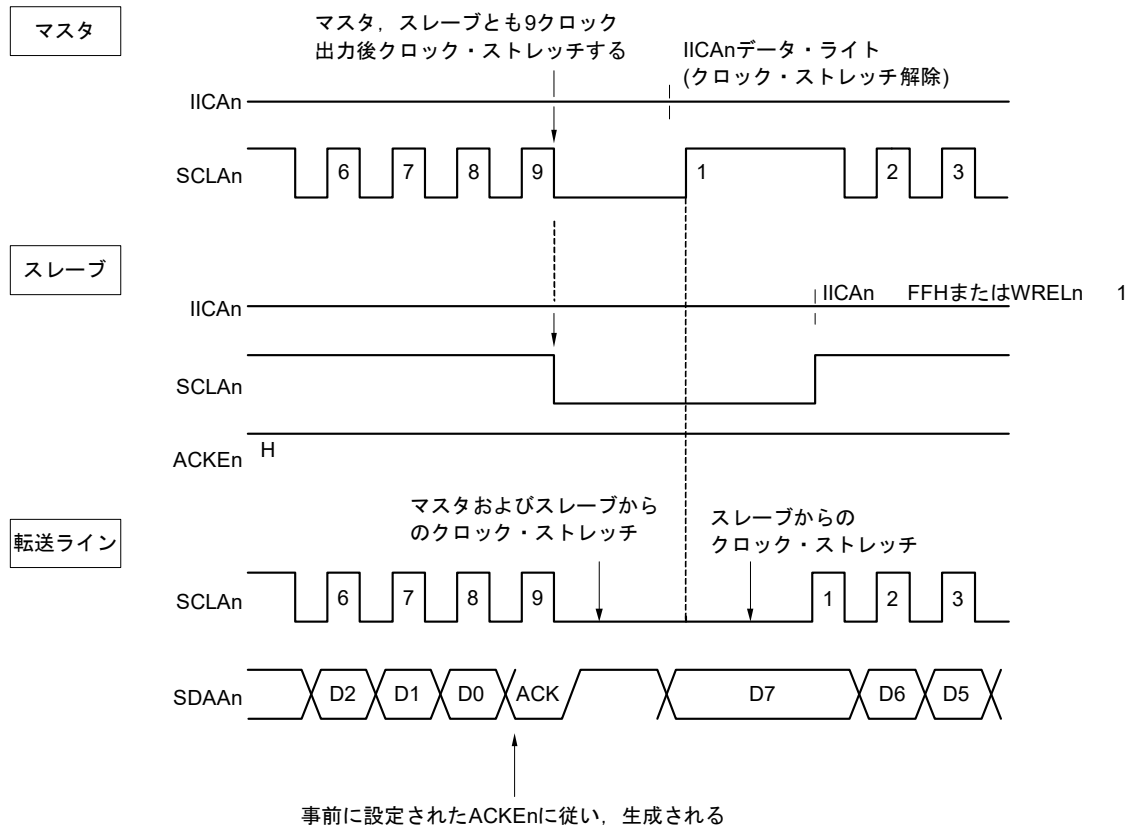 マスタ
マスタ，スレーブとも9クロック
出力後クロック・ストレッチする
IICAnデータ・ライト
(クロック・ストレッチ解除)
IICAn
SCLAn
6 7 8 9 1 2 3
スレーブ
IICAn
IICAn FFHまたはWRELn 1
SCLAn
ACKEn
H
転送ライン
マスタおよびスレーブから
のクロック・ストレッチ
スレーブからの
クロック・ストレッチ
SCLAn
6 7 8 9 1 2 3
SDAAn
D2 D1 D0 ACK D7 D6 D5
事前に設定されたACKEnに従い，生成される